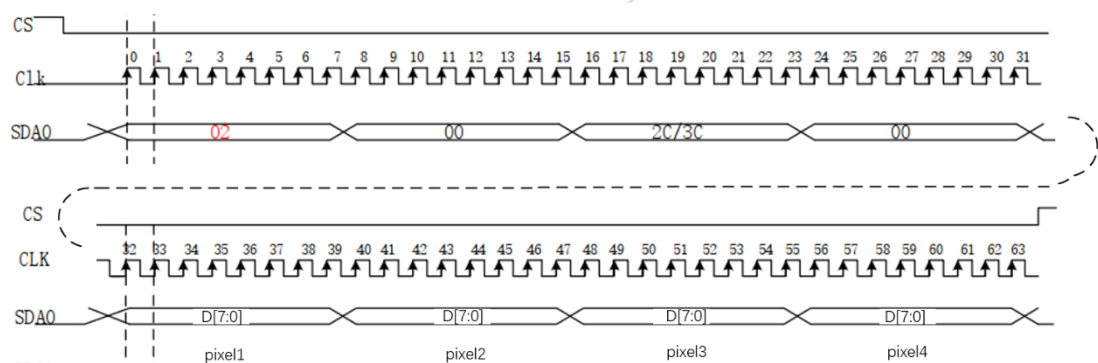 CS
0 1 2 3 4 5 6 7 8 9 10 11 12 13 14 15 16 17 18 19 20 21 22 23 24 25 26 27 28 29 30 31
Clk
SDA0 02 00 2C/3C 00
CS
32 33 34 35 36 37 38 39 40 41 42 43 44 45 46 47 48 49 50 51 52 53 54 55 56 57 58 59 60 61 62 63
CLK
SDA0 D[7:0] D[7:0] D[7:0] D[7:0]
pixel1 pixel2 pixel3 pixel4